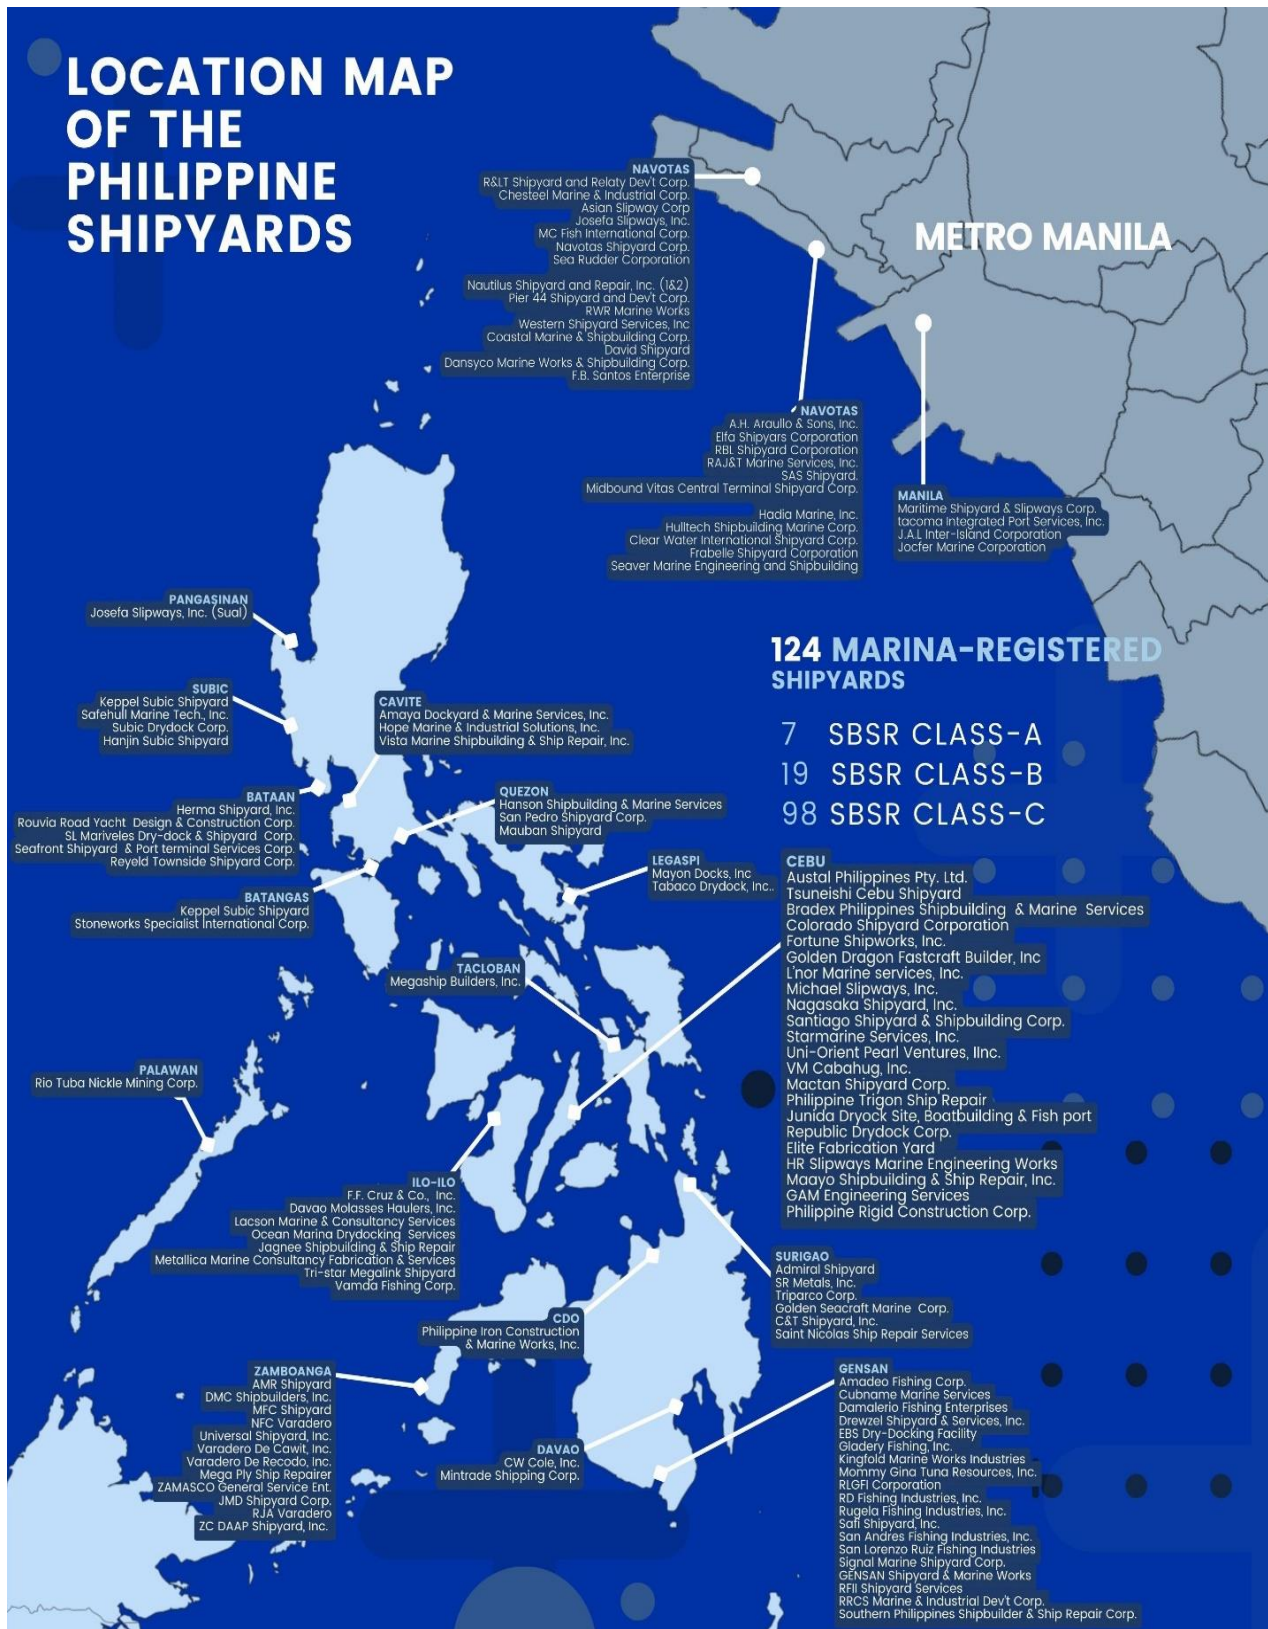 LOCATION MAP
OF THE
PHILIPPINE
SHIPYARDS
NAVOTAS
R&LT Shipyard and Relaty Dev't Corp.
Chesteel Marine & Industrial Corp.
Asian Slipway Corp
Josefa Slipways, Inc.
MC Fish International Corp.
Navotas Shipyard Corp.
Sea Rudder Corporation
Nautilus Shipyard and Repair, Inc. (1&2)
Pier 44 Shipyard and Dev't Corp.
RWR Marine Works
Western Shipyard Services, Inc
Coastal Marine & Shipbuilding Corp.
David Shipyard
Dansyco Marine Works & Shipbuilding Corp.
F.B. Santos Enterprise
METRO MANILA
NAVOTAS
A.H. Araullo & Sons, Inc.
Elfa Shipyars Corporation
RBL Shipyard Corporation
RAJ&T Marine Services, Inc.
SAS Shipyard.
Midbound Vitas Central Terminal Shipyard Corp.
Hadia Marine, Inc.
Hulltech Shipbuilding Marine Corp.
Clear Water International Shipyard Corp.
Frabelle Shipyard Corporation
Seaver Marine Engineering and Shipbuilding
MANILA
Maritime Shipyard & Slipways Corp.
tacoma Integrated Port Services, Inc.
J.A.L Inter-Island Corporation
Jocfer Marine Corporation
PANGASINAN
Josefa Slipways, Inc. (Sual)
124 MARINA-REGISTERED
SHIPYARDS
7 SBSR CLASS-A
19 SBSR CLASS-B
98 SBSR CLASS-C
SUBIC
Keppel Subic Shipyard
Safehull Marine Tech., Inc.
Subic Drydock Corp.
Hanjin Subic Shipyard
CAVITE
Amaya Dockyard & Marine Services, Inc.
Hope Marine & Industrial Solutions, Inc.
Vista Marine Shipbuilding & Ship Repair, Inc.
BATAAN
Herma Shipyard, Inc.
Rouvia Road Yacht Design & Construction Corp.
SL Mariveles Dry-dock & Shipyard Corp.
Seafront Shipyard & Port terminal Services Corp.
Reyeld Townside Shipyard Corp.
QUEZON
Hanson Shipbuilding & Marine Services
San Pedro Shipyard Corp.
Mauban Shipyard
LEGASPI
Mayon Docks, Inc
Tabaco Drydock, Inc..
BATANGAS
Keppel Subic Shipyard
Stoneworks Specialist International Corp.
CEBU
Austal Philippines Pty. Ltd.
Tsuneishi Cebu Shipyard
Bradex Philippines Shipbuilding & Marine Services
Colorado Shipyard Corporation
Fortune Shipworks, Inc.
Golden Dragon Fastcraft Builder, Inc
L'nor Marine services, Inc.
Michael Slipways, Inc.
Nagasaka Shipyard, Inc.
Santiago Shipyard & Shipbuilding Corp.
Starmarine Services, Inc.
Uni-Orient Pearl Ventures, IInc.
VM Cabahug, Inc.
Mactan Shipyard Corp.
Philippine Trigon Ship Repair
Junida Dryock Site, Boatbuilding & Fish port
Republic Drydock Corp.
Elite Fabrication Yard
HR Slipways Marine Engineering Works
Maayo Shipbuilding & Ship Repair, Inc.
GAM Engineering Services
Philippine Rigid Construction Corp.
TACLOBAN
Megaship Builders, Inc.
PALAWAN
Rio Tuba Nickle Mining Corp.
ILO-ILO
F.F. Cruz & Co., Inc.
Davao Molasses Haulers, Inc.
Lacson Marine & Consultancy Services
Ocean Marina Drydocking Services
Jagnee Shipbuilding & Ship Repair
Metallica Marine Consultancy Fabrication & Services
Tri-star Megalink Shipyard
Vamda Fishing Corp.
SURIGAO
Admiral Shipyard
SR Metals, Inc.
Triparco Corp.
Golden Seacraft Marine Corp.
C&T Shipyard, Inc.
Saint Nicolas Ship Repair Services
CDO
Philippine Iron Construction
& Marine Works, Inc.
ZAMBOANGA
AMR Shipyard
DMC Shipbuilders, Inc.
MFC Shipyard
NFC Varadero
Universal Shipyard, Inc.
Varadero De Cawit, Inc.
Varadero De Recodo, Inc.
Mega Ply Ship Repairer
ZAMASCO General Service Ent.
JMD Shipyard Corp.
RJA Varadero
ZC DAAP Shipyard, Inc.
DAVAO
CW Cole, Inc.
Mintrade Shipping Corp.
GENSAN
Amadeo Fishing Corp.
Cubname Marine Services
Damalerio Fishing Enterprises
Drewzel Shipyard & Services, Inc.
EBS Dry-Docking Facility
Gladery Fishing, Inc.
Kingfold Marine Works Industries
Mommy Gina Tuna Resources, Inc.
RLGFI Corporation
RD Fishing Industries, Inc.
Rugela Fishing Industries, Inc.
Safi Shipyard, Inc.
San Andres Fishing Industries, Inc.
San Lorenzo Ruiz Fishing Industries
Signal Marine Shipyard Corp.
GENSAN Shipyard & Marine Works
RFII Shipyard Services
RRCS Marine & Industrial Dev't Corp.
Southern Philippines Shipbuilder & Ship Repair Corp.